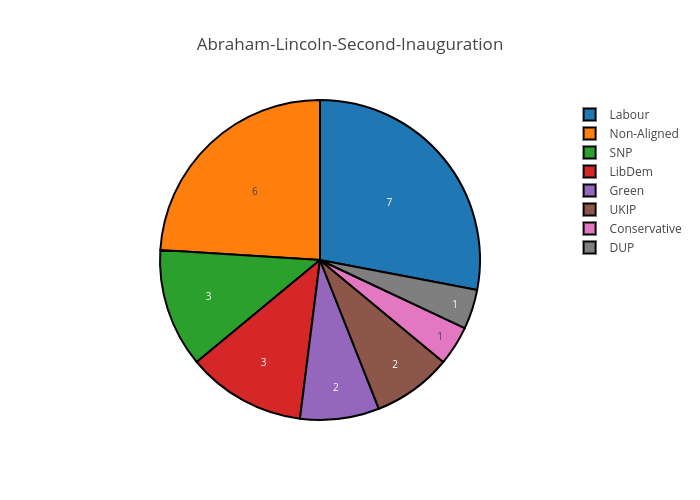 Abraham-Lincoln-Second-Inauguration
Labour
Non-Aligned
SNP
LibDem
Green
UKIP
Conservative
DUP
7
6
3
3
2
2
1
1